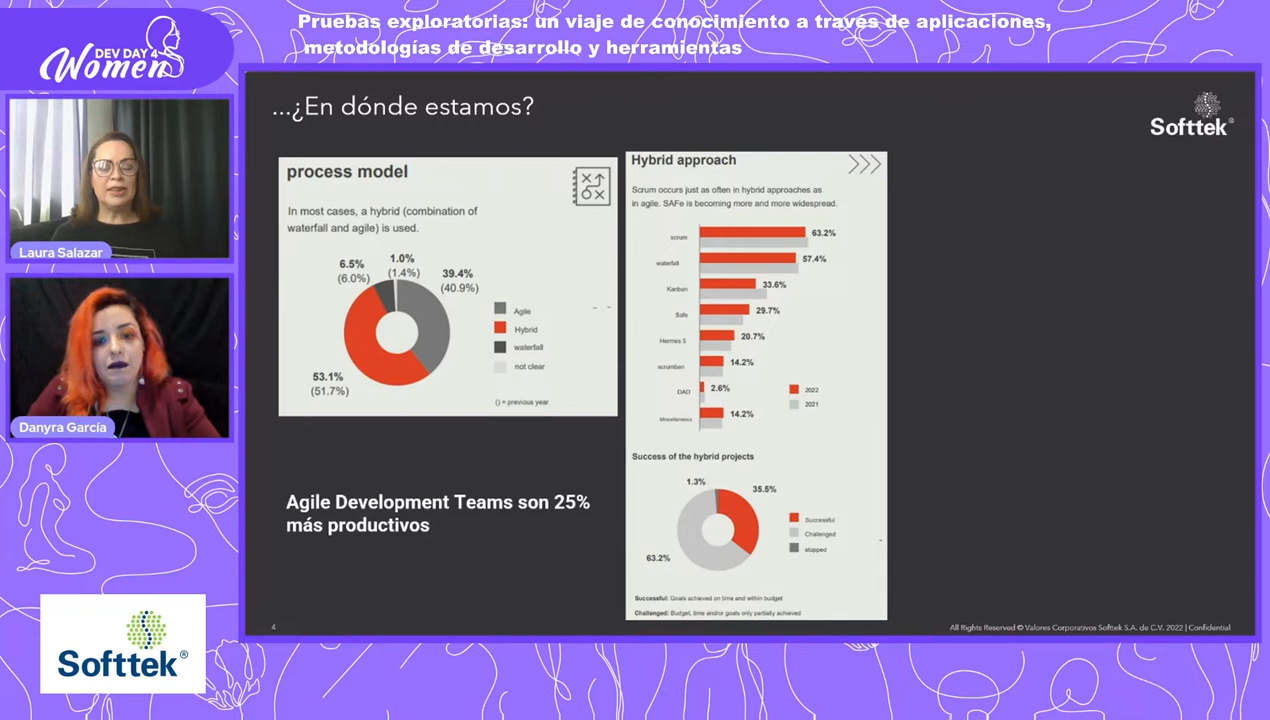 Pruebas exploratorias: un viaje de conocimiento a través de aplicaciones,
metodologías de desarrollo y herramientas
DEV DAY 4
Women
Laura Salazar
Danyra García
Softtek®
...¿En dónde estamos?
Softtek®
process model
In most cases, a hybrid (combination of
waterfall and agile) is used.
6.5%
(6.0%)
1.0%
(1.4%)
39.4%
(40.9%)
53.1%
(51.7%)
Agile
Hybrid
waterfall
not clear
() = previous year
Agile Development Teams son 25%
más productivos
Hybrid approach
Scrum occurs just as often in hybrid approaches as
in agile. SAFe is becoming more and more widespread.
scrum 63.2%
waterfall 57.4%
Kanban 33.6%
Safe 29.7%
Hermes 5 20.7%
scrumban 14.2%
DAD 2.6%
Miscellaneous 14.2%
2022
2021
Success of the hybrid projects
1.3%
35.5%
63.2%
Successful
Challenged
stopped
Successful: Goals achieved on time and within budget
Challenged: Budget, time and/or goals only partially achieved
4
All Rights Reserved © Valores Corporativos Softtek S.A. de C.V. 2022 | Confidential